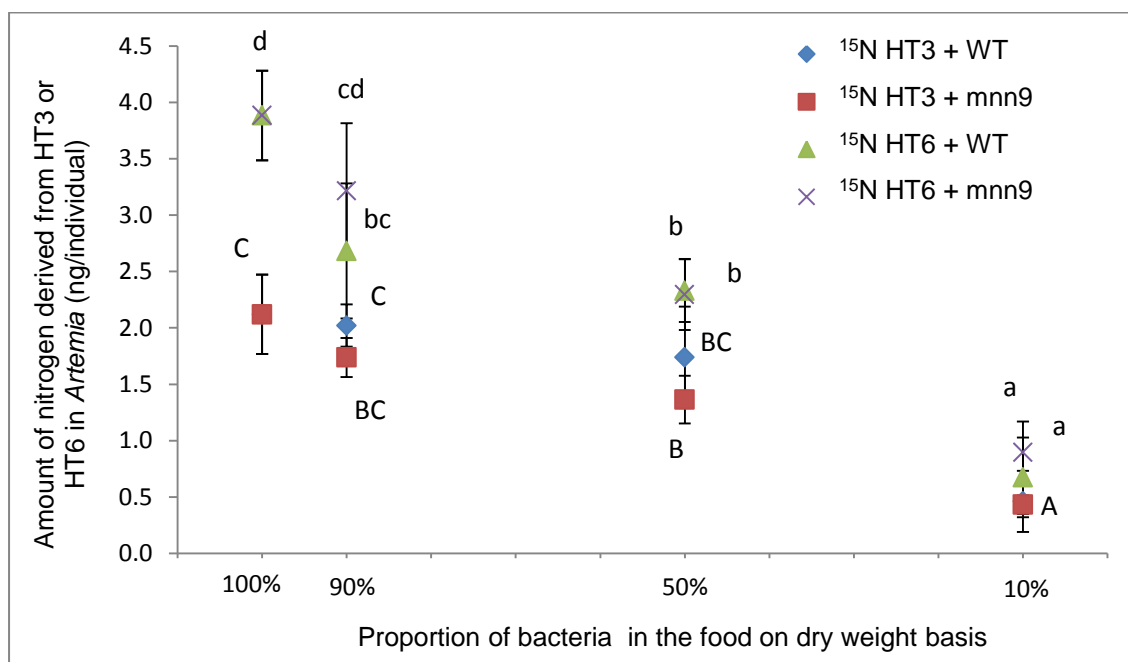 Amount of nitrogen derived from HT3 or
HT6 in Artemia (ng/individual)
4.5
4.0
3.5
3.0
2.5
2.0
1.5
1.0
0.5
0.0
d
cd
bc
C
C
BC
b
b
BC
B
a
a
A
¹⁵N HT3 + WT
¹⁵N HT3 + mnn9
¹⁵N HT6 + WT
¹⁵N HT6 + mnn9
100%
90%
50%
10%
Proportion of bacteria in the food on dry weight basis